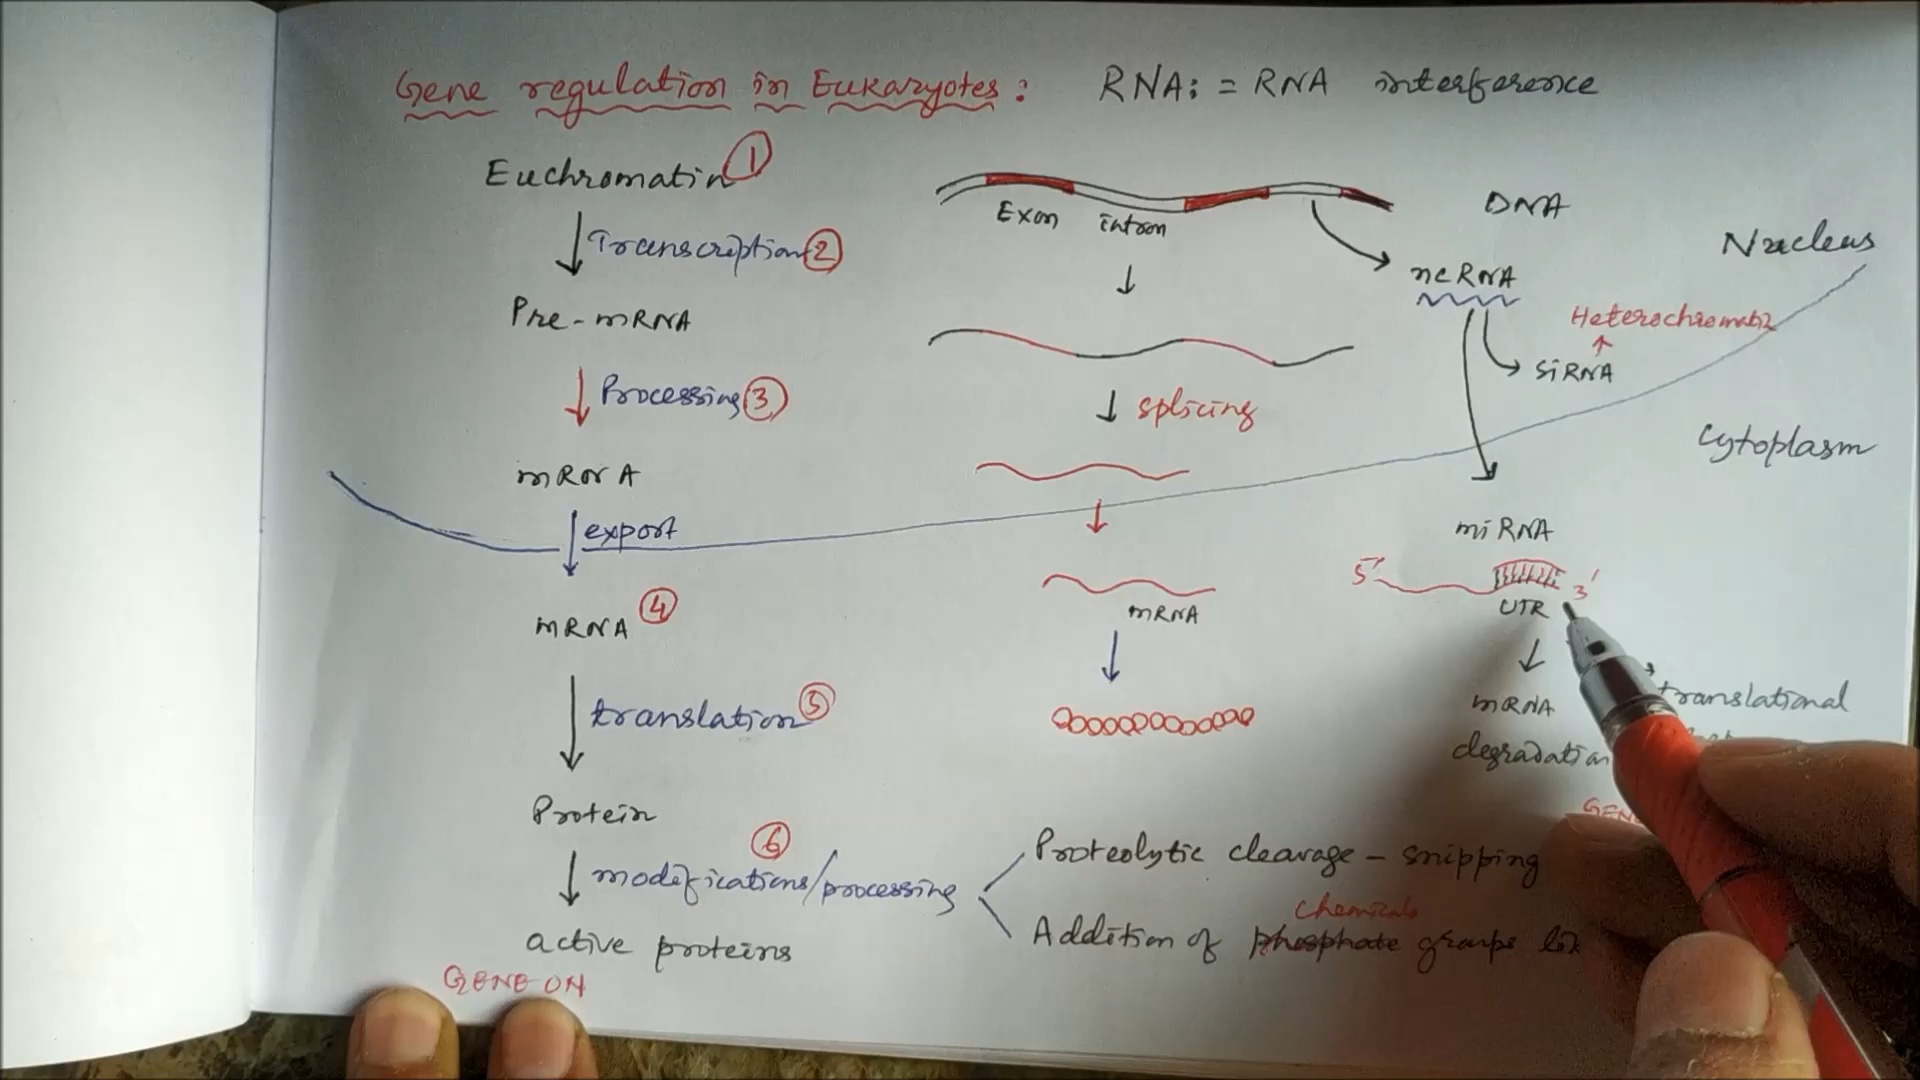 Gene regulation in Eukaryotes: RNAi = RNA interference
Euchromatin ①
Exon intron
DNA
Nucleus
Transcription ②
ncRNA
Pre-mRNA
SiRNA
Processing ③
splicing
Cytoplasm
mRNA
export
miRNA
5' 3'
UTR
mRNA ④
mRNA
translation ⑤
mRNA
degradation
translational
Protein
⑥
modifications/processing
Proteolytic cleavage - snipping
Chemicals
Addition of phosphate groups
active proteins
GENE ON